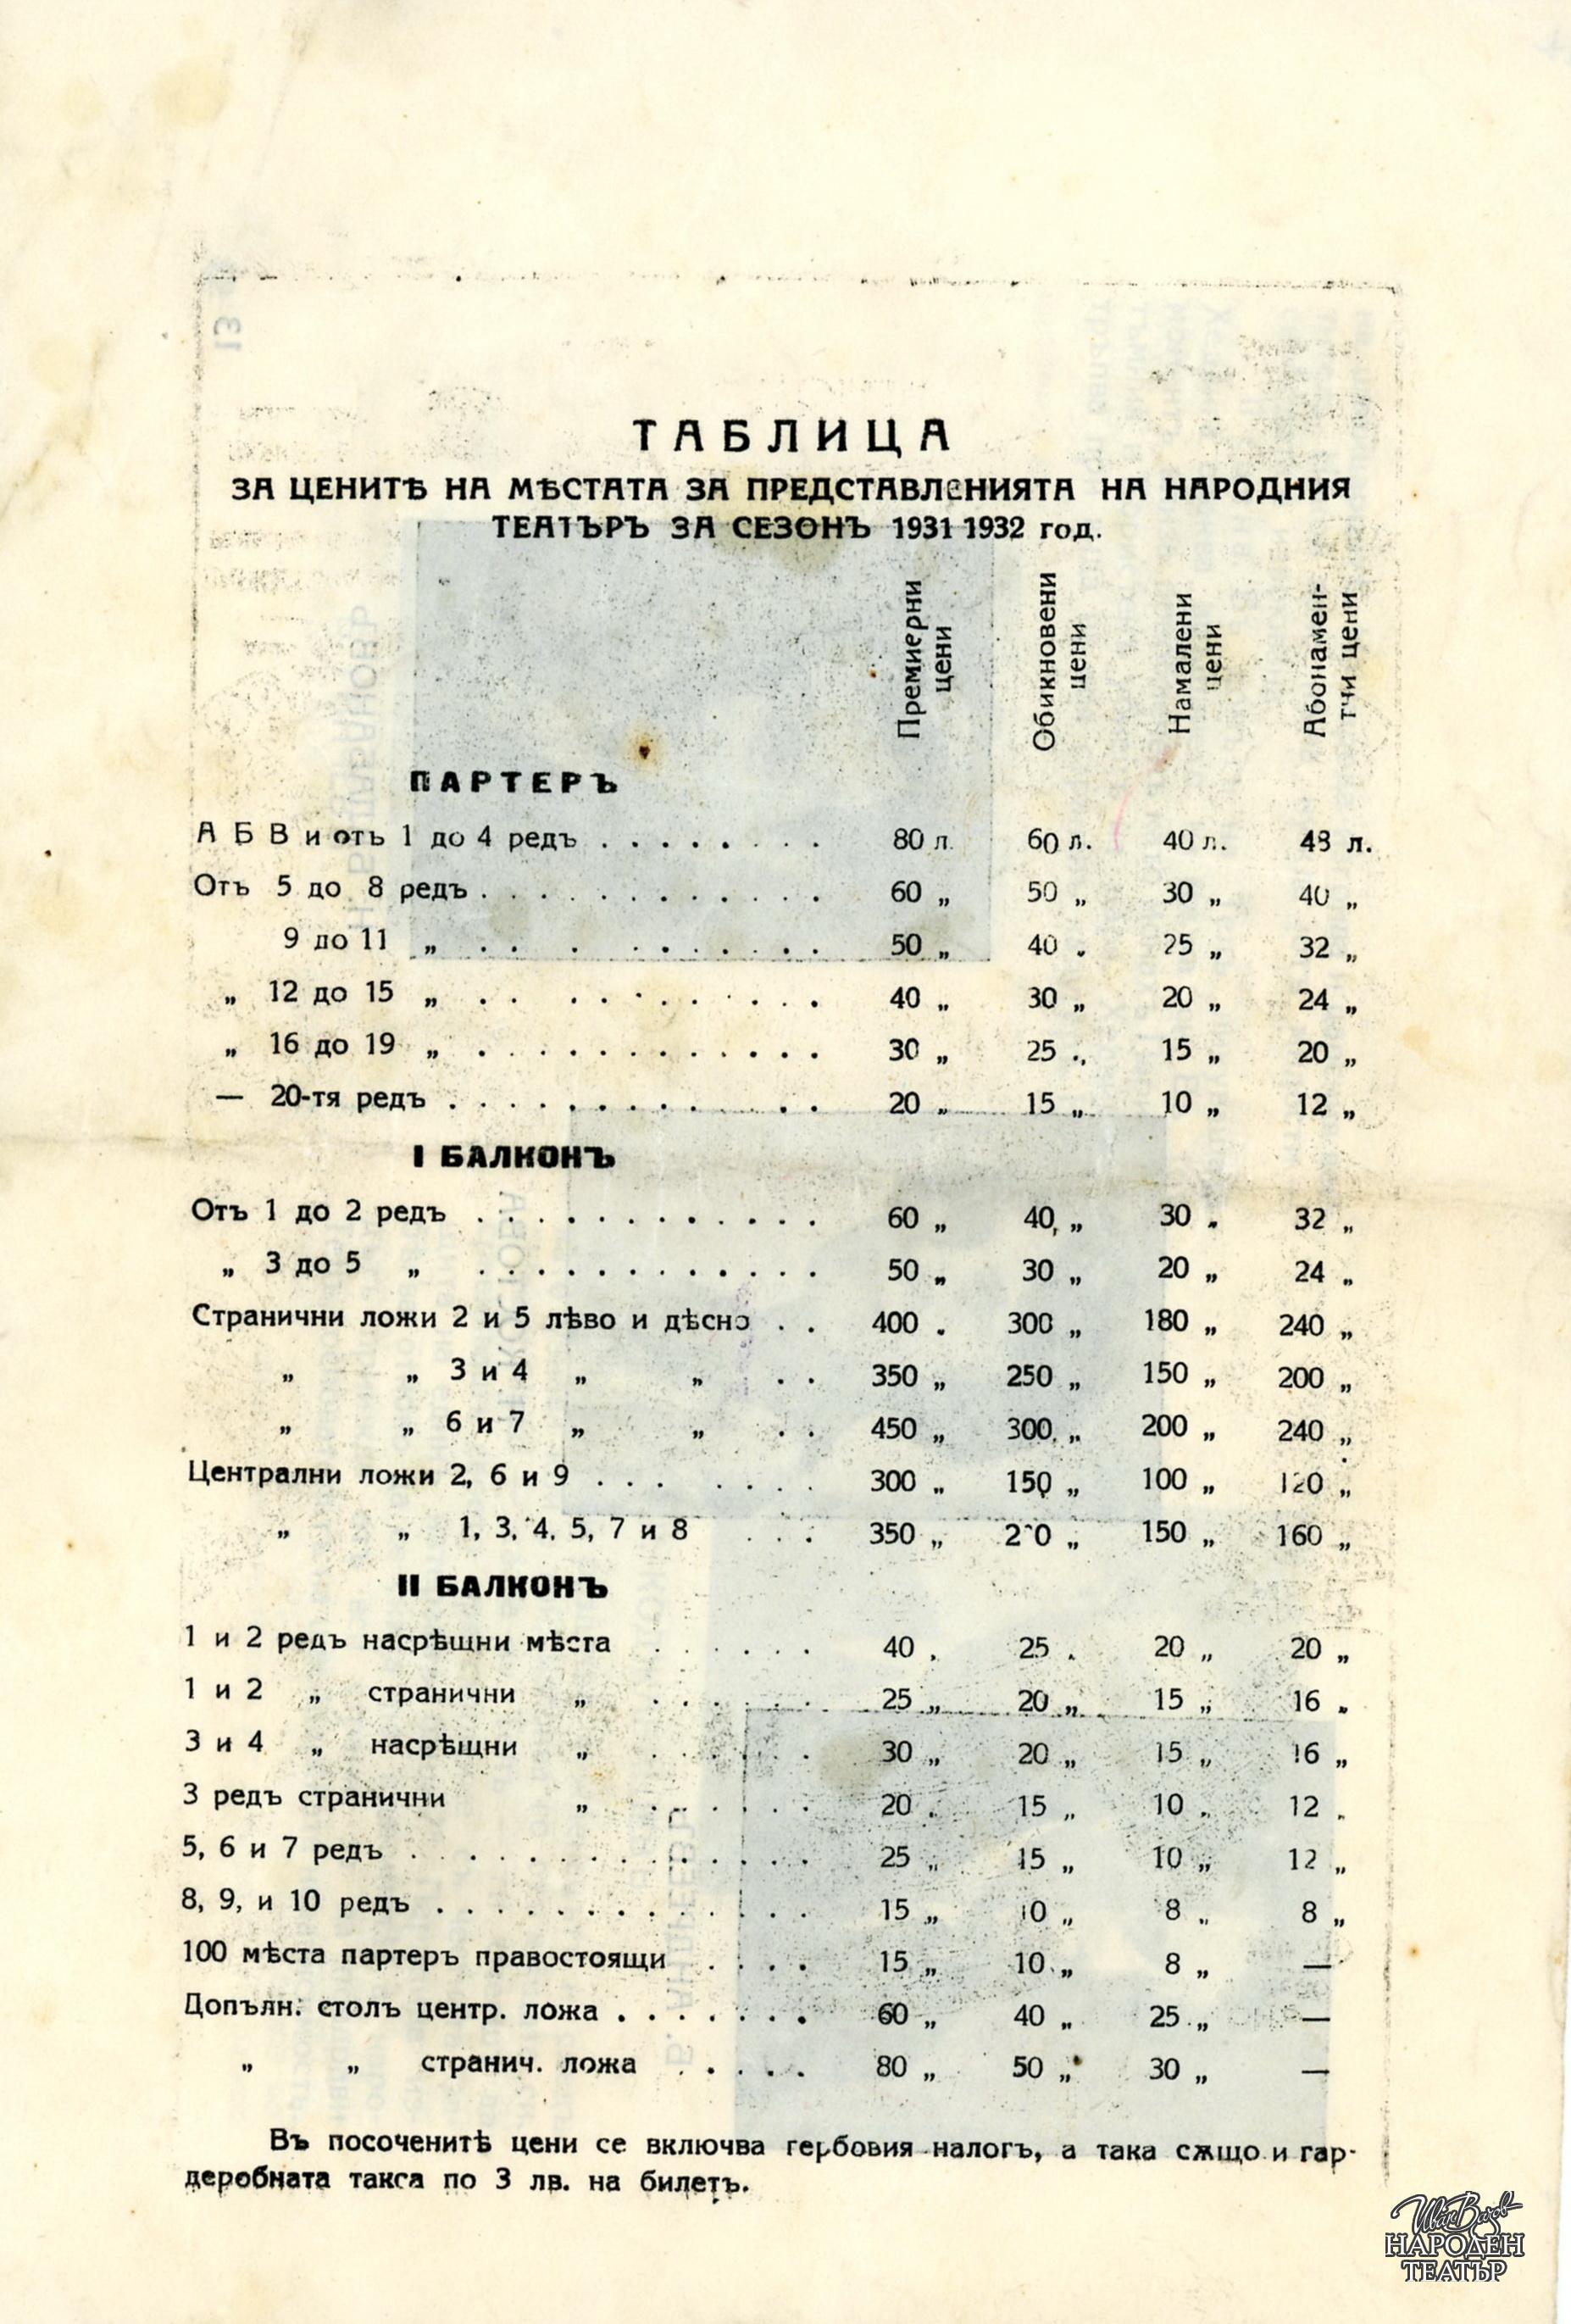 ТАБЛИЦА
ЗА ЦЕНИТѢ НА МѢСТАТА ЗА ПРЕДСТАВЛЕНИЯТА НА НАРОДНИЯ
ТЕАТЪРЪ ЗА СЕЗОНЪ 1931 1932 год.
Премиерни цени
Обикновени цени
Намалени цени
Абонамен-
тчи цени
ПАРТЕРЪ
А Б В и отъ 1 до 4 редъ . . . . . . . . 80 л. 60 л. 40 л. 48 л.
Отъ 5 до 8 редъ . . . . . . . . . . . . 60 „ 50 „ 30 „ 40 „
9 до 11 „ . . . . . . . . . . 50 „ 40 „ 25 „ 32 „
„ 12 до 15 „ . . . . . . . . . . . 40 „ 30 „ 20 „ 24 „
„ 16 до 19 „ . . . . . . . . . . . . 30 „ 25 „ 15 „ 20 „
— 20-тя редъ . . . . . . . . . . . . . 20 „ 15 „ 10 „ 12 „
I БАЛКОНЪ
Отъ 1 до 2 редъ . . . . . . . . . . . . 60 „ 40 „ 30 „ 32 „
„ 3 до 5 „ . . . . . . . . . . . . 50 „ 30 „ 20 „ 24 „
Странични ложи 2 и 5 лѣво и дѣсно . . 400 „ 300 „ 180 „ 240 „
„ „ 3 и 4 „ „ . . 350 „ 250 „ 150 „ 200 „
„ „ 6 и 7 „ „ . . 450 „ 300 „ 200 „ 240 „
Централни ложи 2, 6 и 9 . . . . . . . 300 „ 150 „ 100 „ 120 „
„ „ 1, 3, 4, 5, 7 и 8 . . . 350 „ „ 150 „ 160 „
II БАЛКОНЪ
1 и 2 редъ насрѣщни мѣста . . . . . . 40 „ 25 „ 20 „ 20 „
1 и 2 „ странични „ . . . . . . 25 „ 20 „ 15 „ 16 „
3 и 4 „ насрѣщни „ . . . . . . 30 „ 20 „ 15 „ 16 „
3 редъ странични „ . . . . . . 20 „ 15 „ 10 „ 12 „
5, 6 и 7 редъ . . . . . . . . . . . . . . 25 „ 15 „ 10 „ 12 „
8, 9, и 10 редъ . . . . . . . . . . . . . 15 „ 10 „ 8 „ 8 „
100 мѣста партеръ правостоящи . . . . 15 „ 10 „ 8 „ —
Допълн. столъ центр. ложа . . . . . . . 60 „ 40 „ 25 „ —
„ „ странич. ложа . . . . . 80 „ 50 „ 30 „ —
Въ посоченитѣ цени се включва гербовия налогъ, а така сѫщо и гар-
деробната такса по 3 лв. на билетъ.
Иван Вазов
НАРОДЕН
ТЕАТЪР